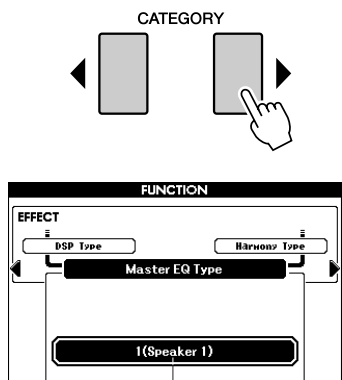 CATEGORY
FUNCTION
EFFECT
DSP Type
Harmony Type
Master EQ Type
1(Speaker 1)